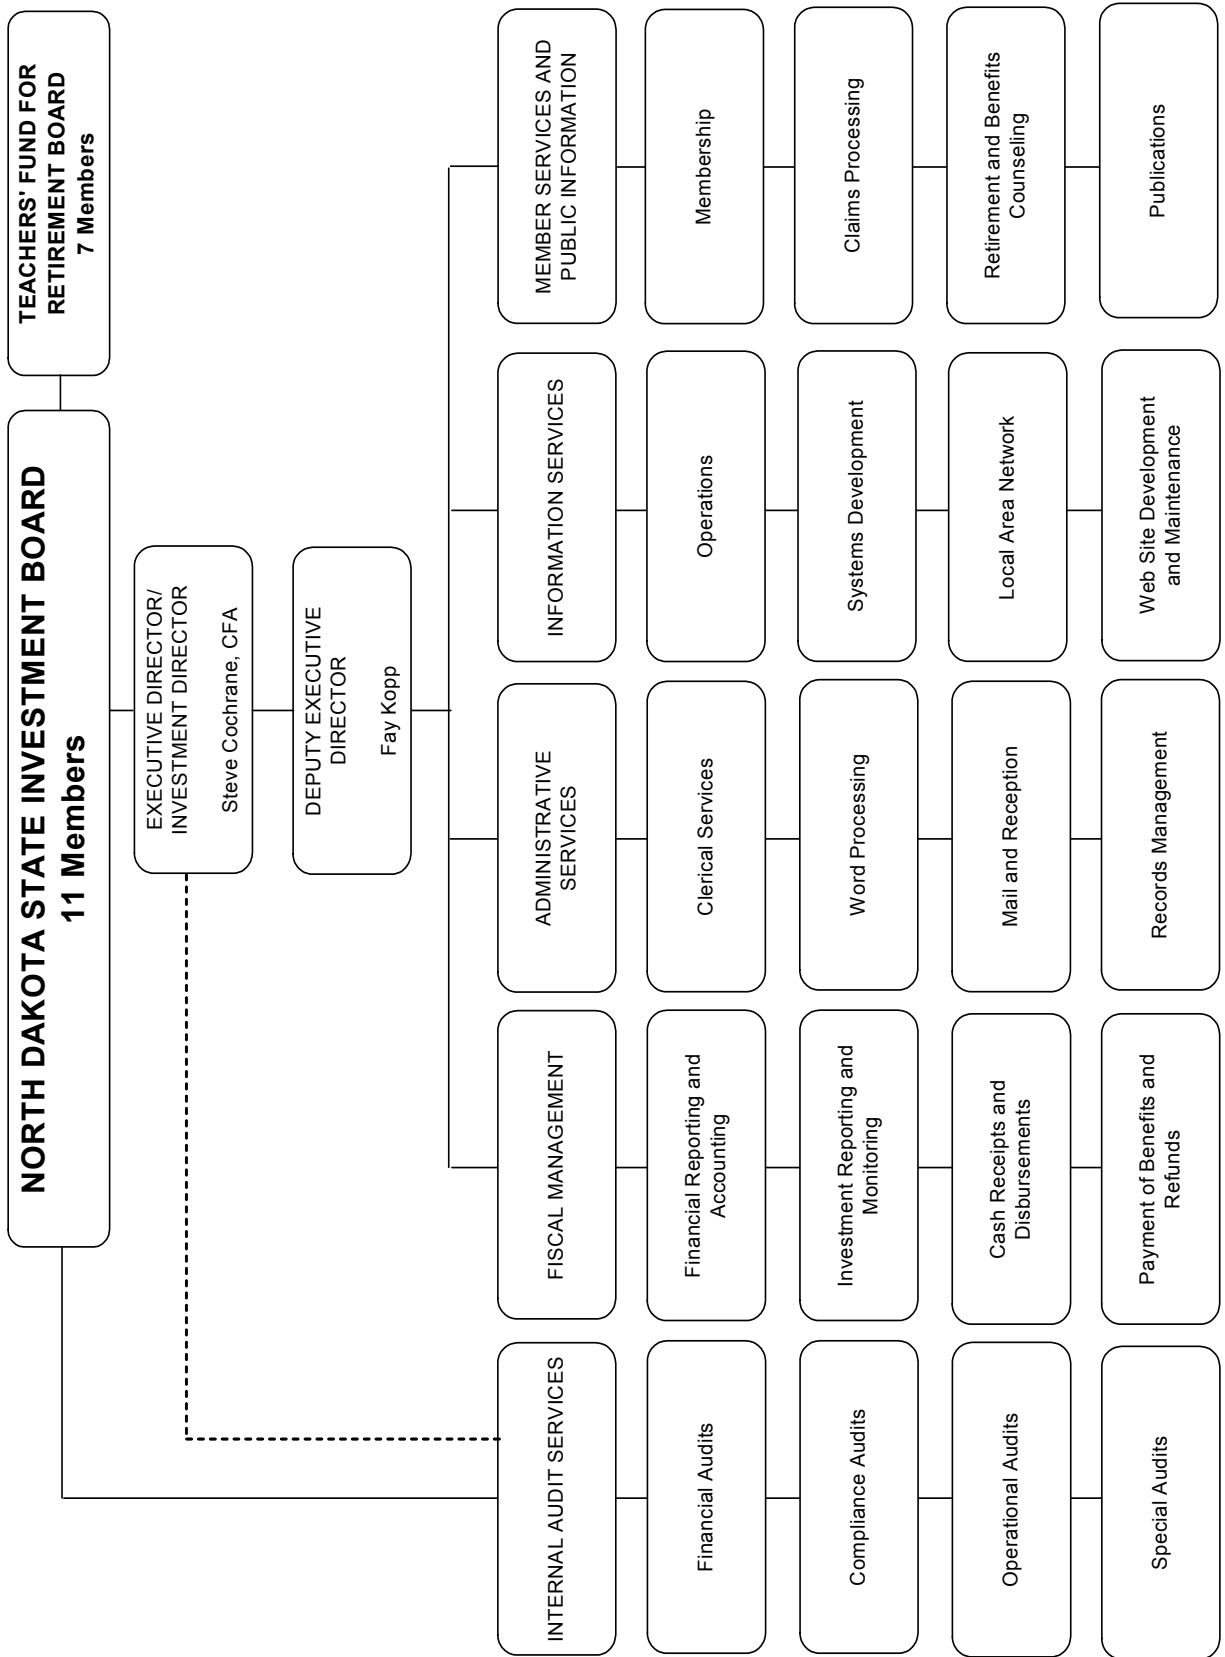 NORTH DAKOTA STATE INVESTMENT BOARD
11 Members
TEACHERS' FUND FOR
RETIREMENT BOARD
7 Members
EXECUTIVE DIRECTOR/
INVESTMENT DIRECTOR
Steve Cochrane, CFA
DEPUTY EXECUTIVE
DIRECTOR
Fay Kopp
INTERNAL AUDIT SERVICES
Financial Audits
Compliance Audits
Operational Audits
Special Audits
FISCAL MANAGEMENT
Financial Reporting and
Accounting
Investment Reporting and
Monitoring
Cash Receipts and
Disbursements
Payment of Benefits and
Refunds
ADMINISTRATIVE
SERVICES
Clerical Services
Word Processing
Mail and Reception
Records Management
INFORMATION SERVICES
Operations
Systems Development
Local Area Network
Web Site Development
and Maintenance
MEMBER SERVICES AND
PUBLIC INFORMATION
Membership
Claims Processing
Retirement and Benefits
Counseling
Publications